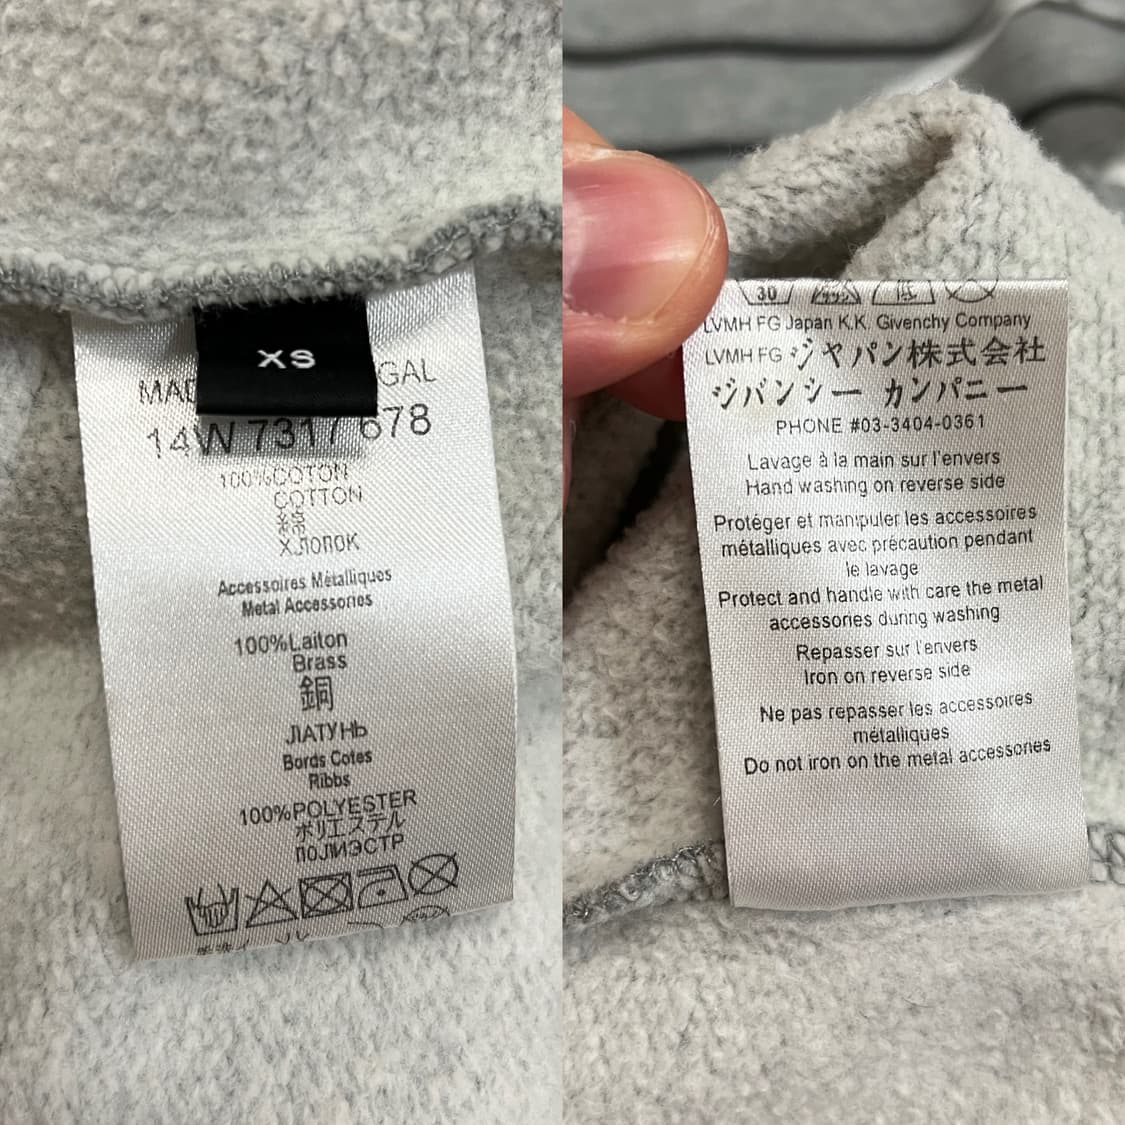 XS
MAD GAL
14W 7317 678
100%COTON
COTTON
綿
ХЛОПОК
Accessoires Métalliques
Metal Accessories
100%Laiton
Brass
銅
ЛАТУНЬ
Bords Cotes
Ribbs
100%POLYESTER
ポリエステル
ПОЛИЭСТР
30
LVMH FG Japan K.K. Givenchy Company
LVMH FG ジャパン株式会社
ジバンシー カンパニー
PHONE #03-3404-0361
Lavage à la main sur l'envers
Hand washing on reverse side
Protéger et manipuler les accessoires
métalliques avec précaution pendant
le lavage
Protect and handle with care the metal
accessories during washing
Repasser sur l'envers
Iron on reverse side
Ne pas repasser les accessoires
métalliques
Do not iron on the metal accessories